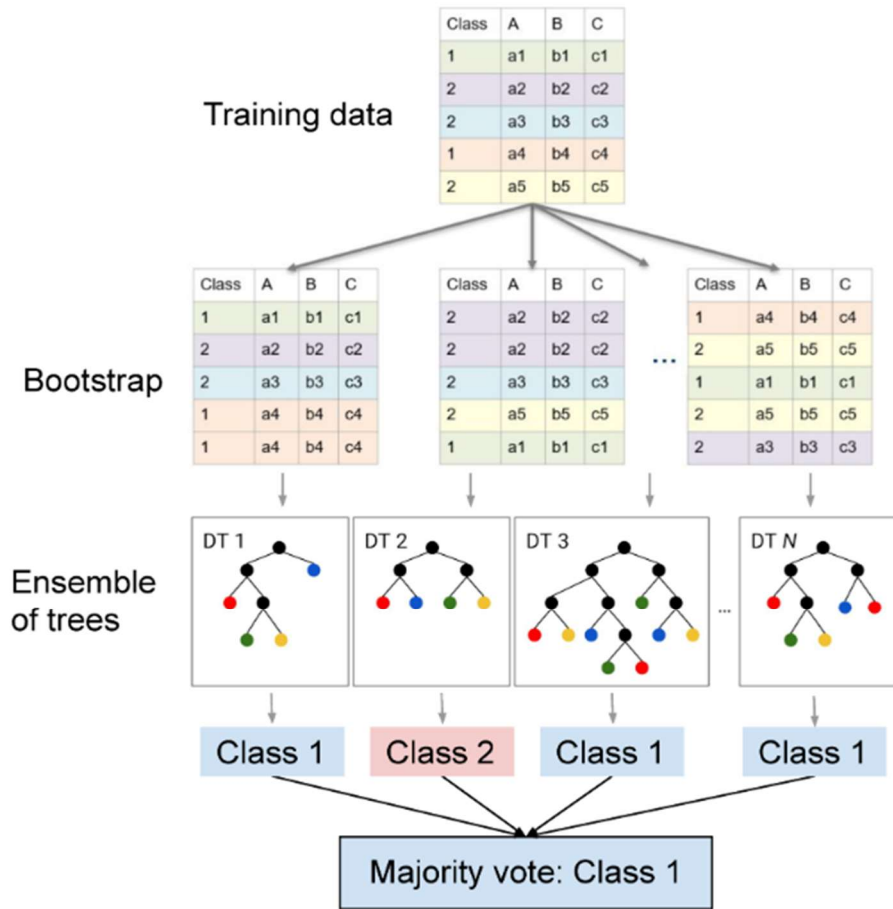 Training data
Class A B C
1 a1 b1 c1
2 a2 b2 c2
2 a3 b3 c3
1 a4 b4 c4
2 a5 b5 c5
Bootstrap
Class A B C
1 a1 b1 c1
2 a2 b2 c2
2 a3 b3 c3
1 a4 b4 c4
1 a4 b4 c4
Class A B C
2 a2 b2 c2
2 a2 b2 c2
2 a3 b3 c3
2 a5 b5 c5
1 a1 b1 c1
...
Class A B C
1 a4 b4 c4
2 a5 b5 c5
1 a1 b1 c1
2 a5 b5 c5
2 a3 b3 c3
Ensemble
of trees
DT 1
DT 2
DT 3
...
DT N
Class 1
Class 2
Class 1
Class 1
Majority vote: Class 1